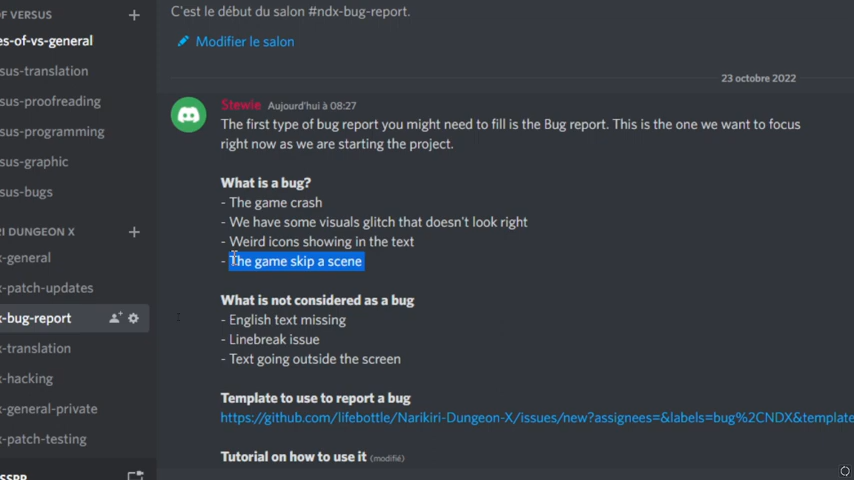 OF VERSUS
es-of-vs-general
sus-translation
sus-proofreading
sus-programming
sus-graphic
sus-bugs
RI DUNGEON X
x-general
x-patch-updates
x-bug-report
x-translation
x-hacking
x-general-private
x-patch-testing
SSPP
C'est le début du salon #ndx-bug-report.
Modifier le salon
23 octobre 2022
Stewie Aujourd'hui à 08:27
The first type of bug report you might need to fill is the Bug report. This is the one we want to focus
right now as we are starting the project.
What is a bug?
- The game crash
- We have some visuals glitch that doesn't look right
- Weird icons showing in the text
- The game skip a scene
What is not considered as a bug
- English text missing
- Linebreak issue
- Text going outside the screen
Template to use to report a bug
https://github.com/lifebottle/Narikiri-Dungeon-X/issues/new?assignees=&labels=bug%2CNDX&template
Tutorial on how to use it (modifié)